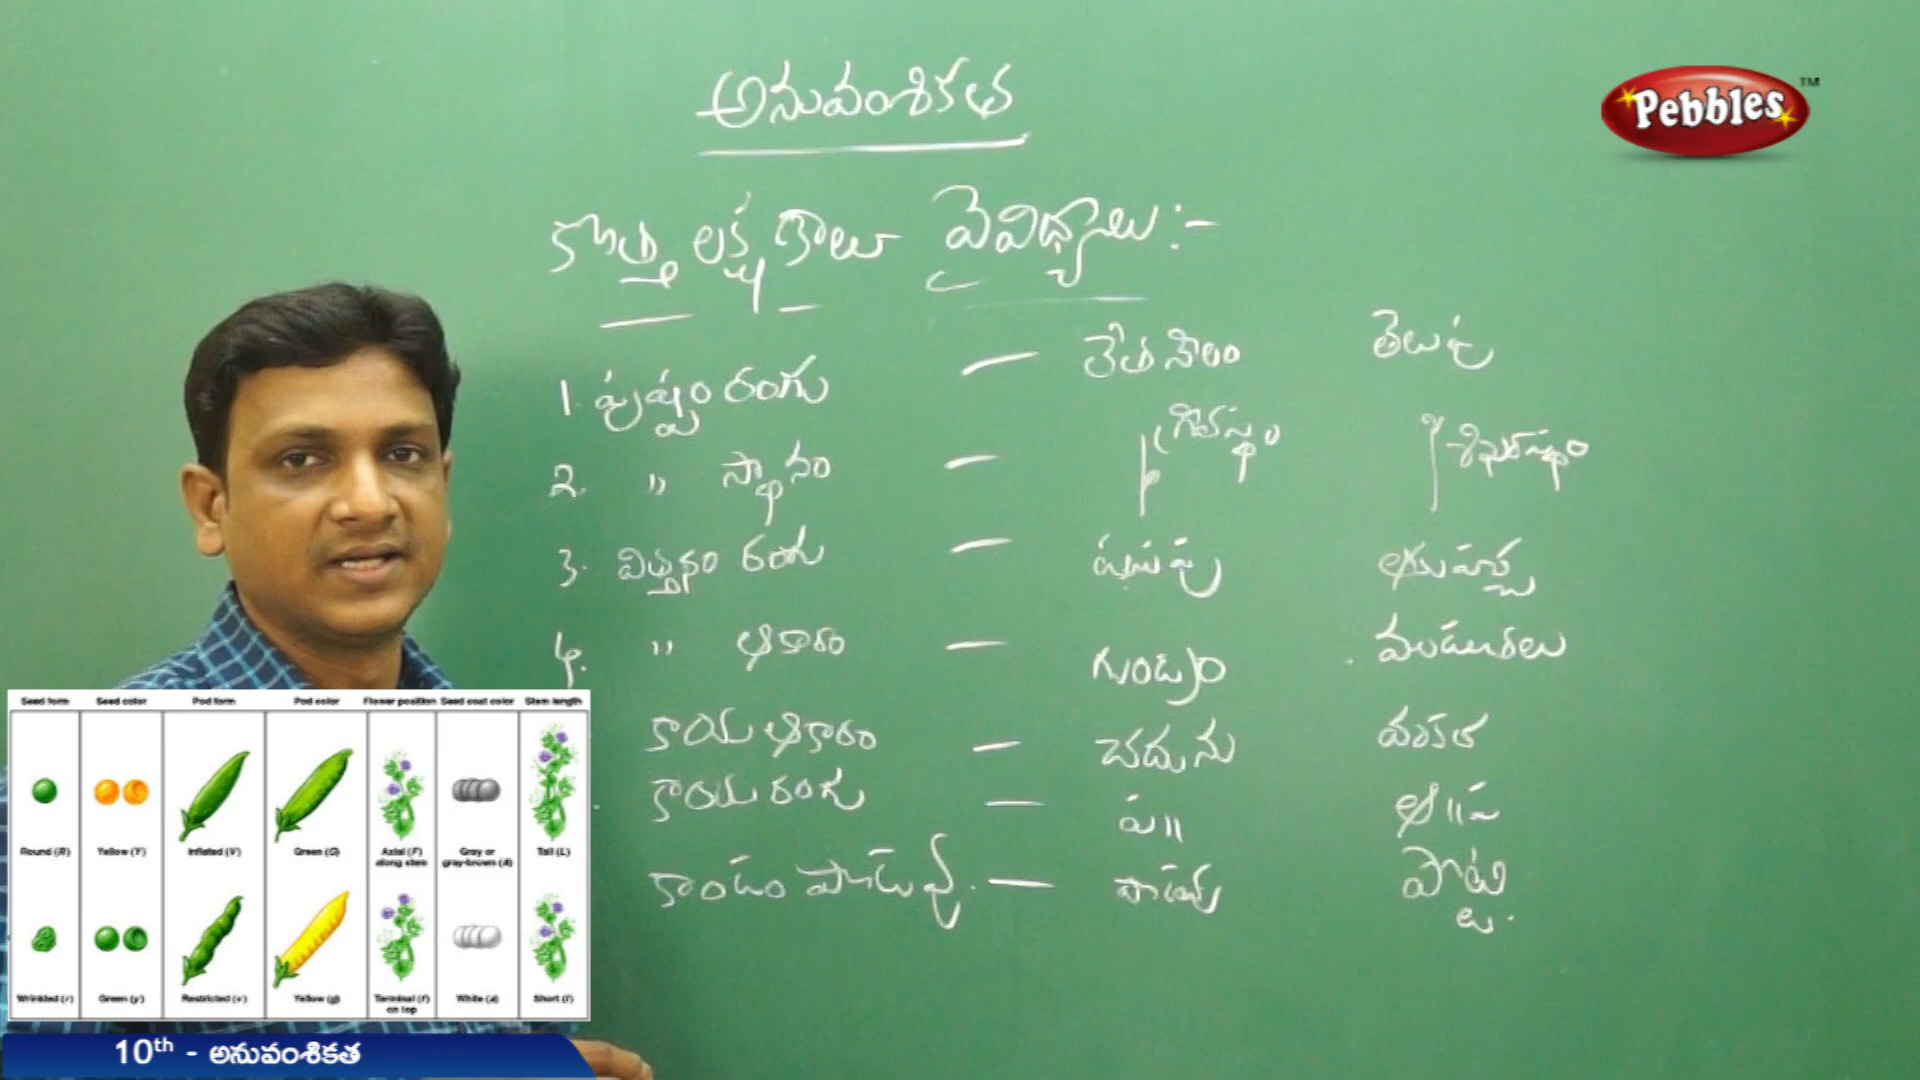 అనువంశికత
Pebbles TM
కొత్త లక్షణాలు వైవిధ్యాలు :-
1. పుష్పం రంగు — లేత నీలం తెలుపు
2. " స్థానం — గ్రీవస్థం శిఖరస్థం
3. విత్తనం రంగు — పసుపు ఆకుపచ్చ
4. " ఆకారం — గుండ్రం ముడుతలు
కాయ ఆకారం — చదును
కాయ రంగు — ప॥ ఆ॥ప
కాండం పొడవు. — పొడవు పొట్టి.
Seed form Seed color Pod form Pod color Flower position Seed coat color Stem length
Round (R) Yellow (Y) Inflated (V) Green (G) Axial (F) along stem Gray or gray-brown (A) Tall (L)
Wrinkled (r) Green (y) Restricted (v) Yellow (g) Terminal (f) on top White (a) Short (l)
10th - అనువంశికత